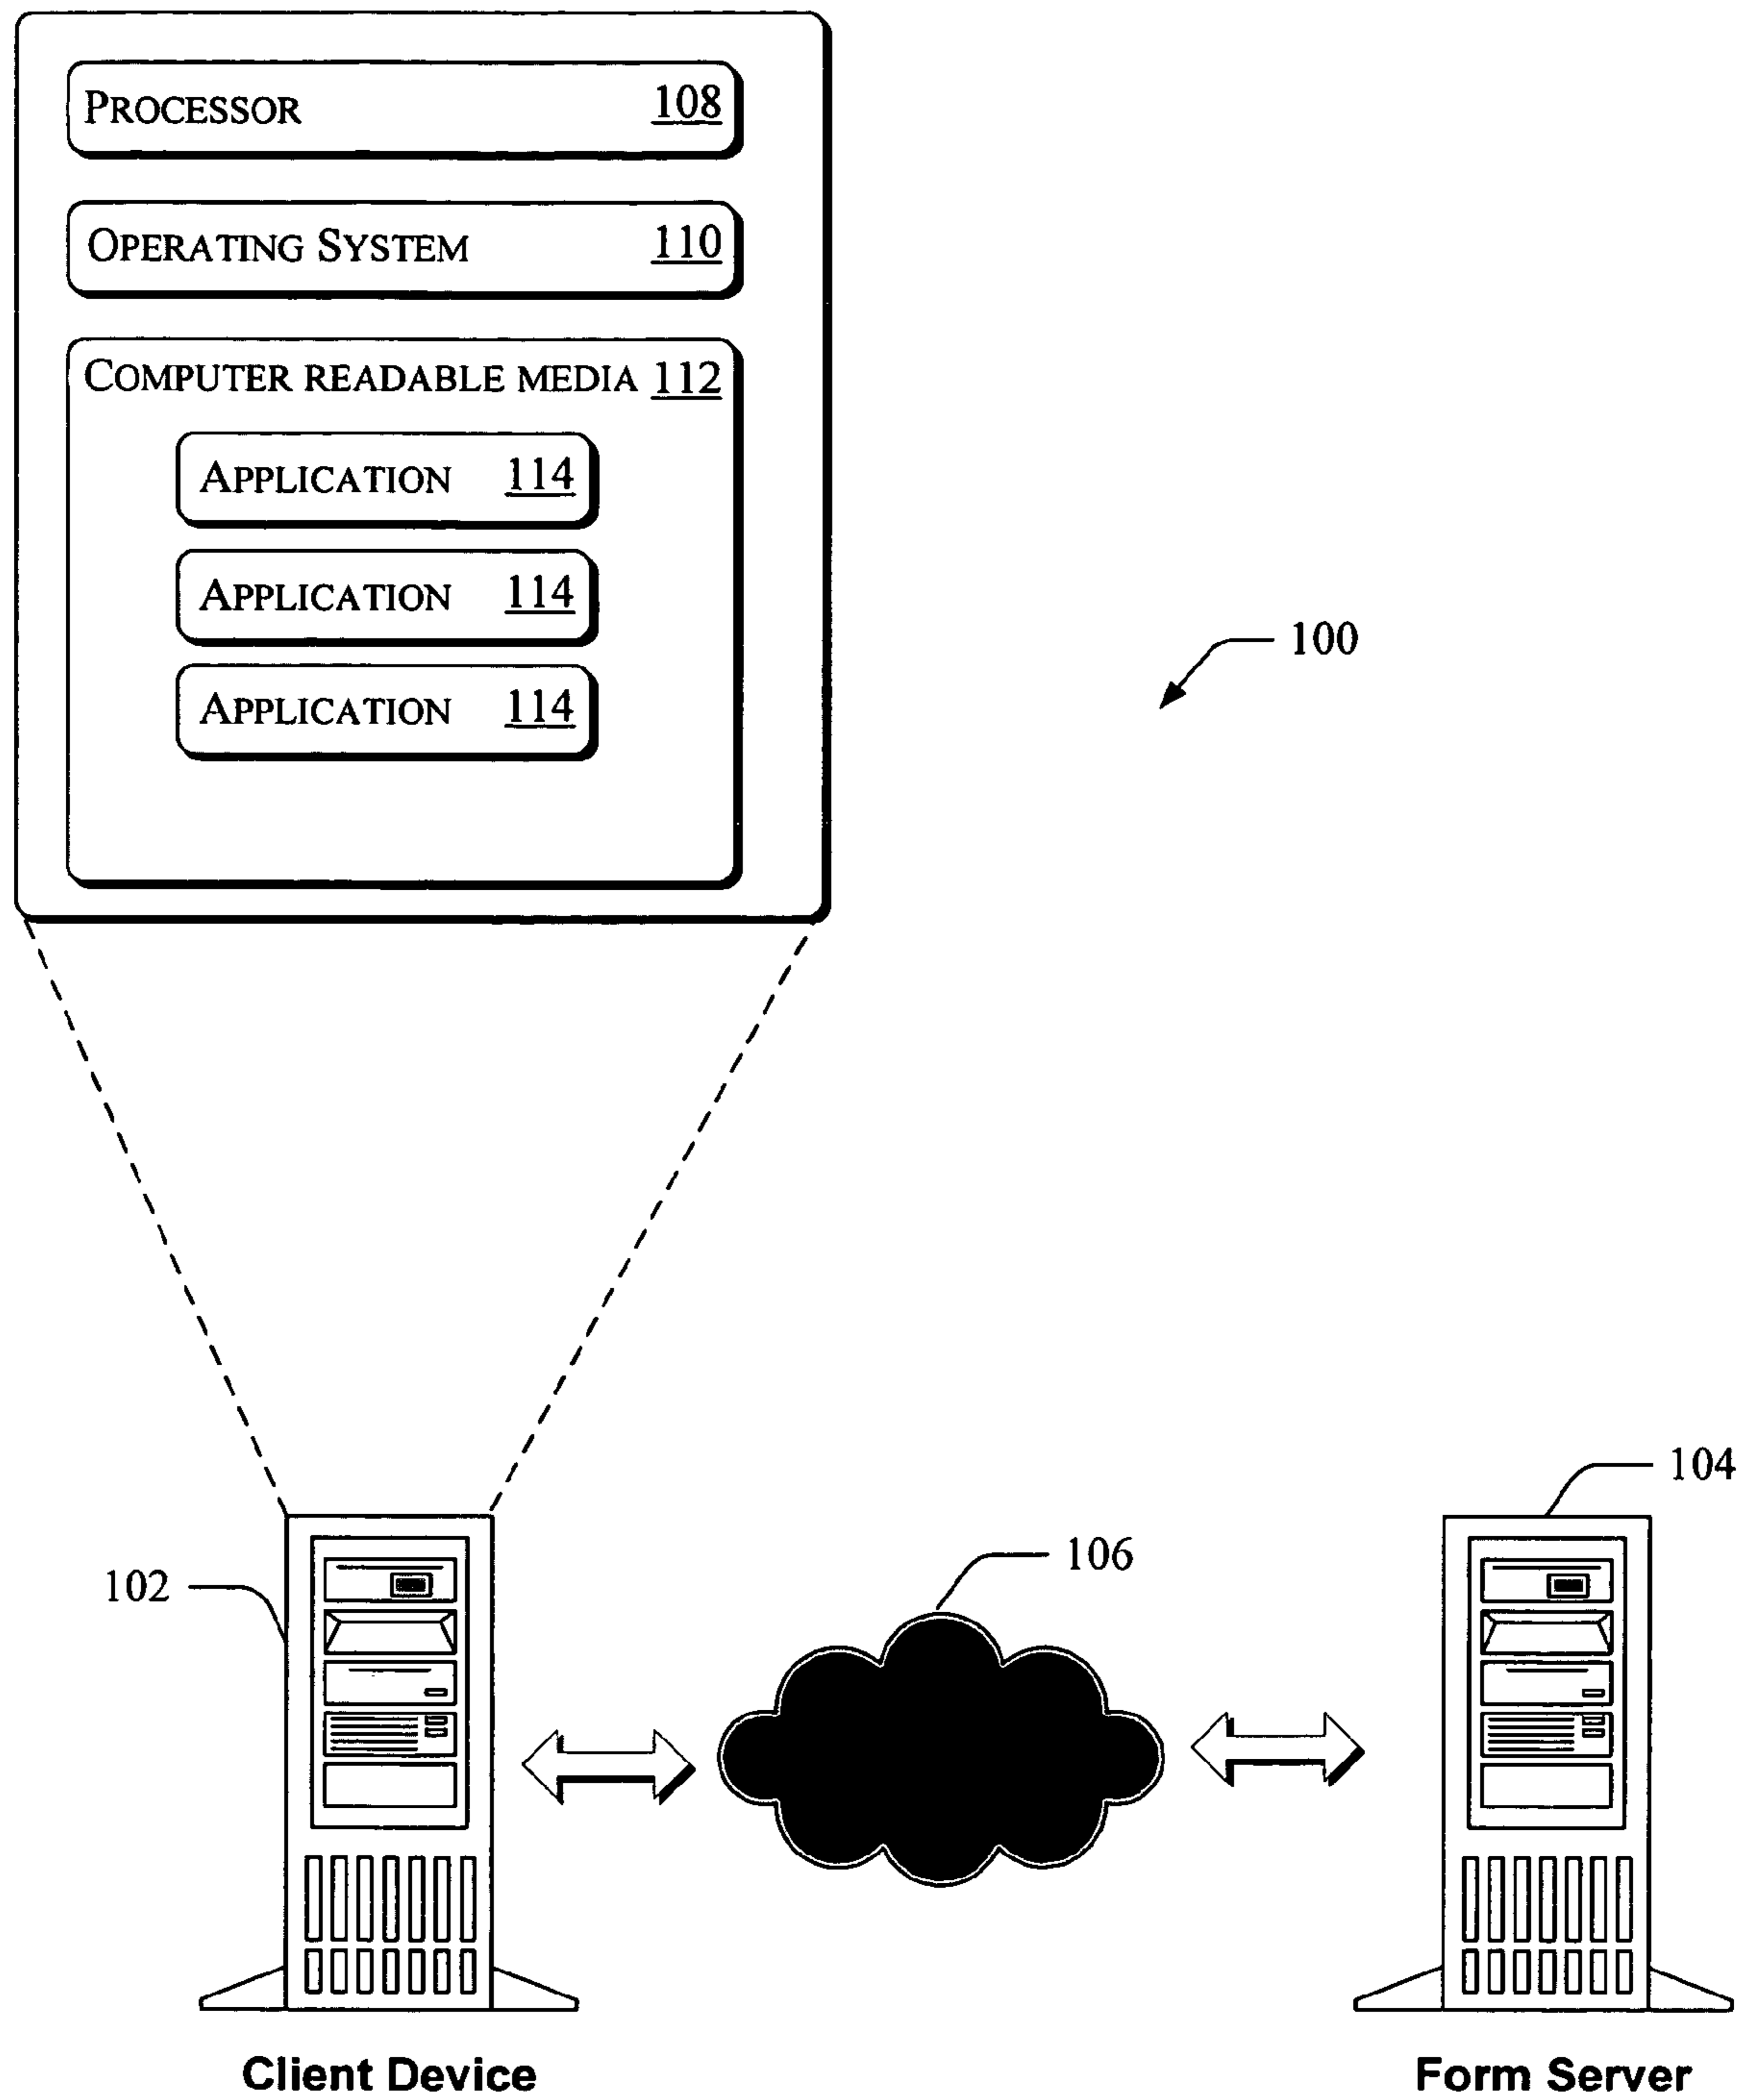 PROCESSOR 108
OPERATING SYSTEM 110
COMPUTER READABLE MEDIA 112
APPLICATION 114
APPLICATION 114
APPLICATION 114
100
104
106
102
Client Device
Form Server